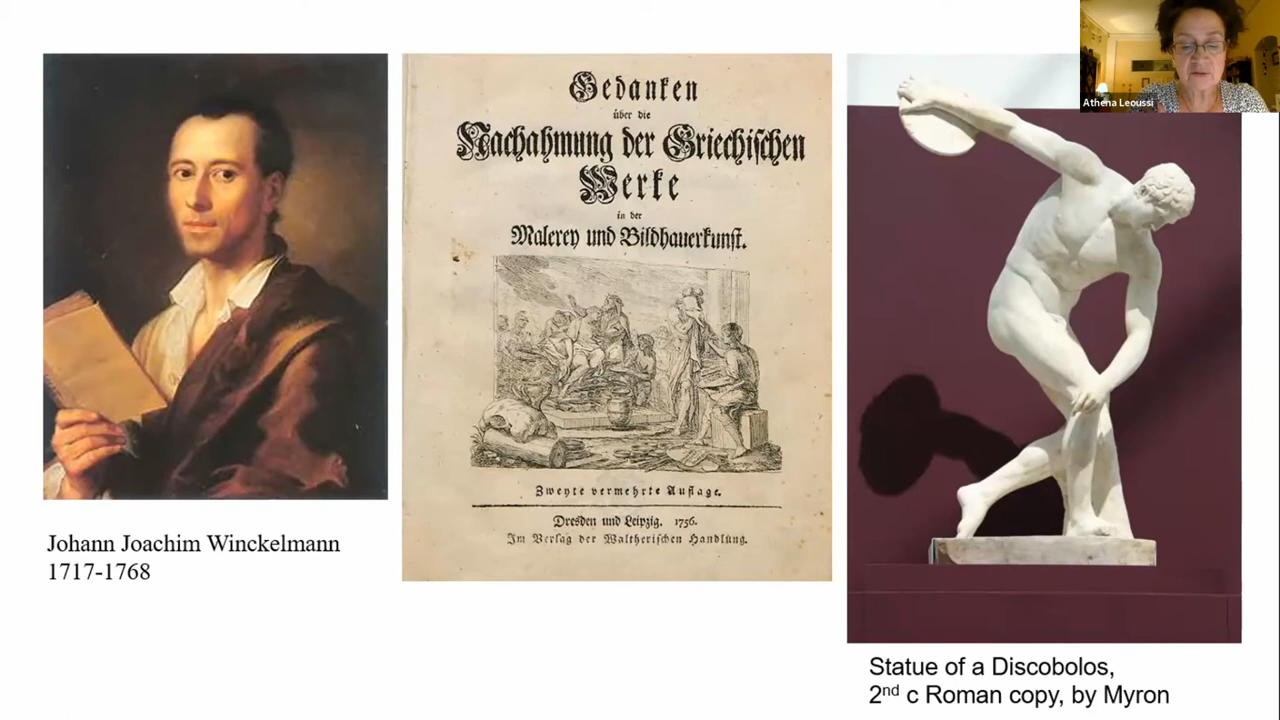 Athena Leoussi
Gedanken
über die
Nachahmung der Griechischen
Werke
in der
Malerey und Bildhauerkunst.
Zweyte vermehrte Auflage.
Dresden und Leipzig. 1756.
Im Verlag der Waltherischen Handlung.
Johann Joachim Winckelmann
1717-1768
Statue of a Discobolos,
2nd c Roman copy, by Myron